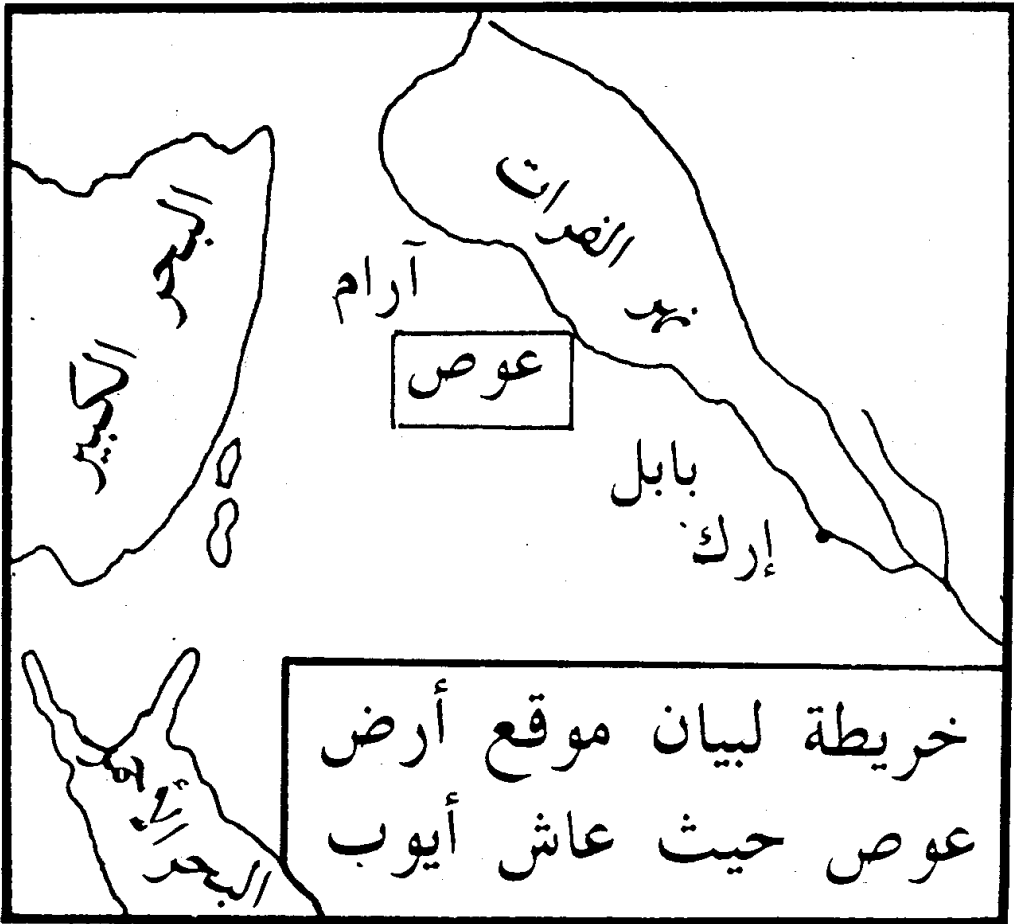 البحر
الكبير
نهر الفرات
آرام
عوص
بابل
إرك
البحر الأحمر
خريطة لبيان موقع أرض
عوص حيث عاش أيوب